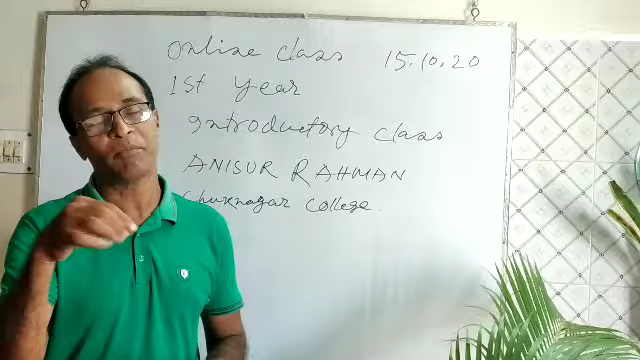 Online class 15.10.20
1st Year
Introductory class
ANISUR RAHMAN
Chuknagar College.